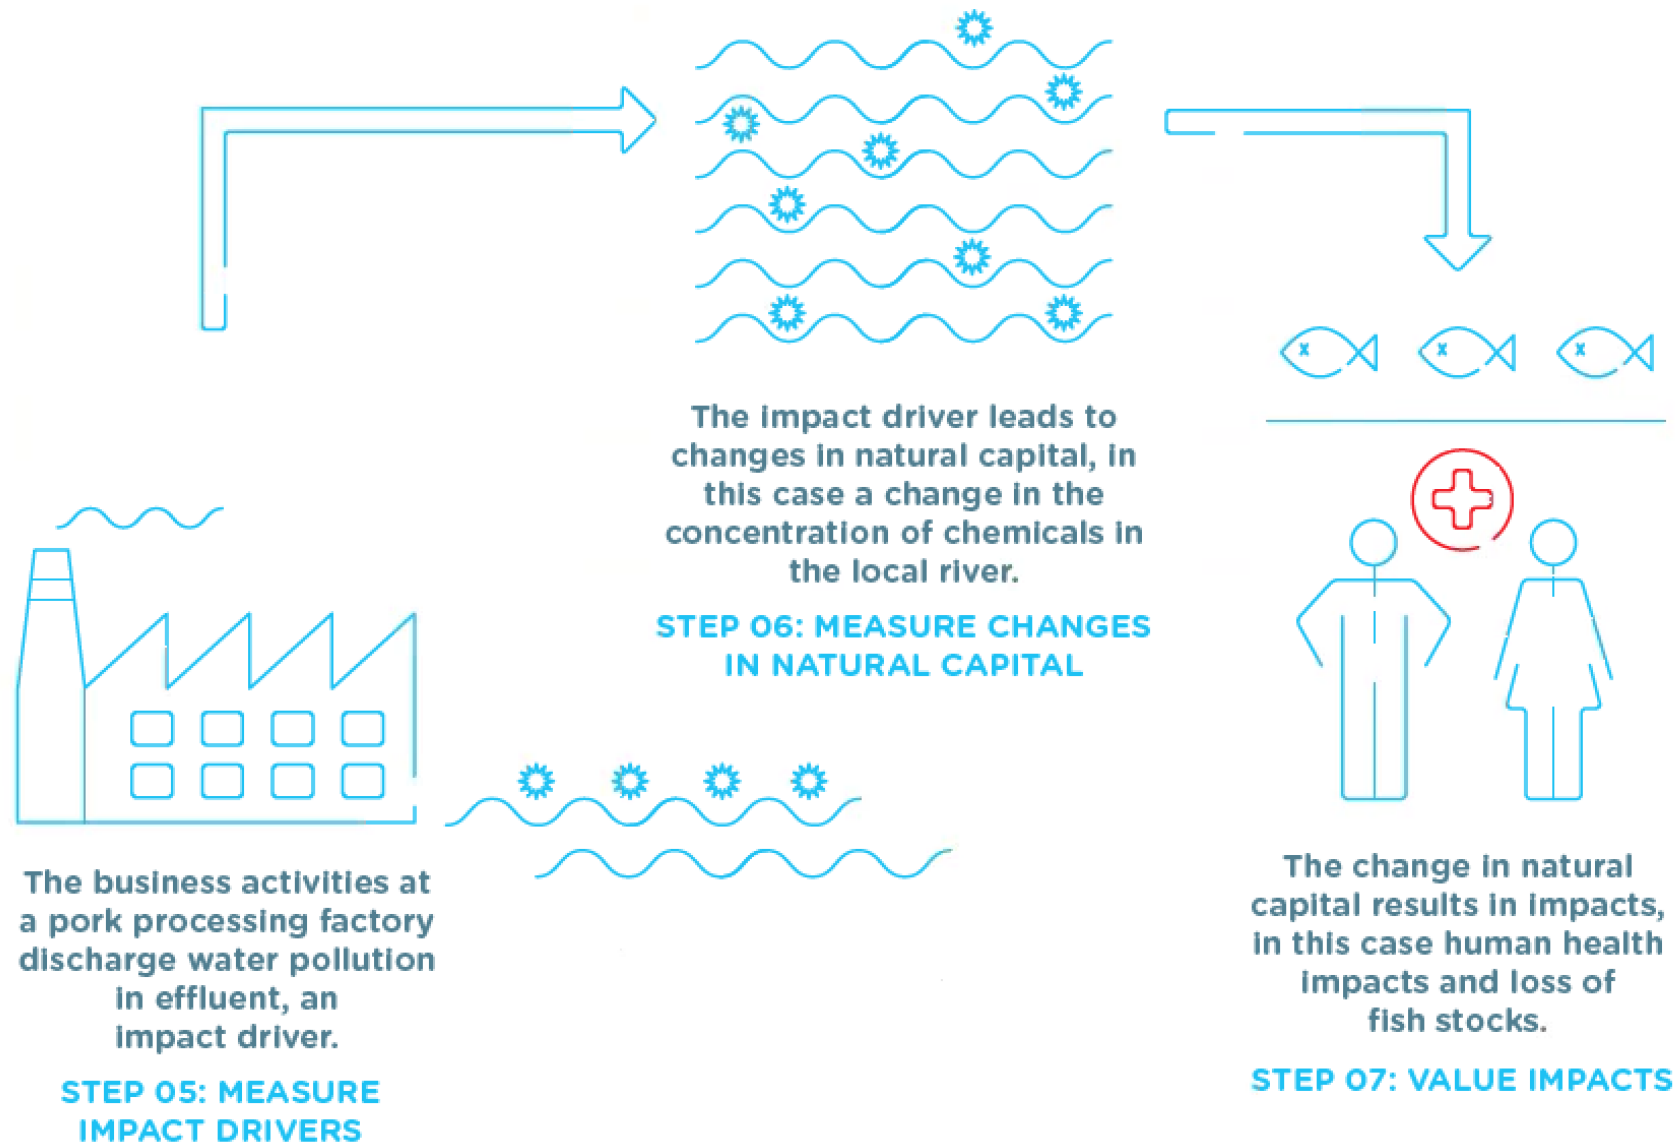 The impact driver leads to
changes in natural capital, in
this case a change in the
concentration of chemicals in
the local river.
STEP 06: MEASURE CHANGES
IN NATURAL CAPITAL
The business activities at
a pork processing factory
discharge water pollution
in effluent, an
impact driver.
STEP 05: MEASURE
IMPACT DRIVERS
The change in natural
capital results in impacts,
in this case human health
impacts and loss of
fish stocks.
STEP 07: VALUE IMPACTS